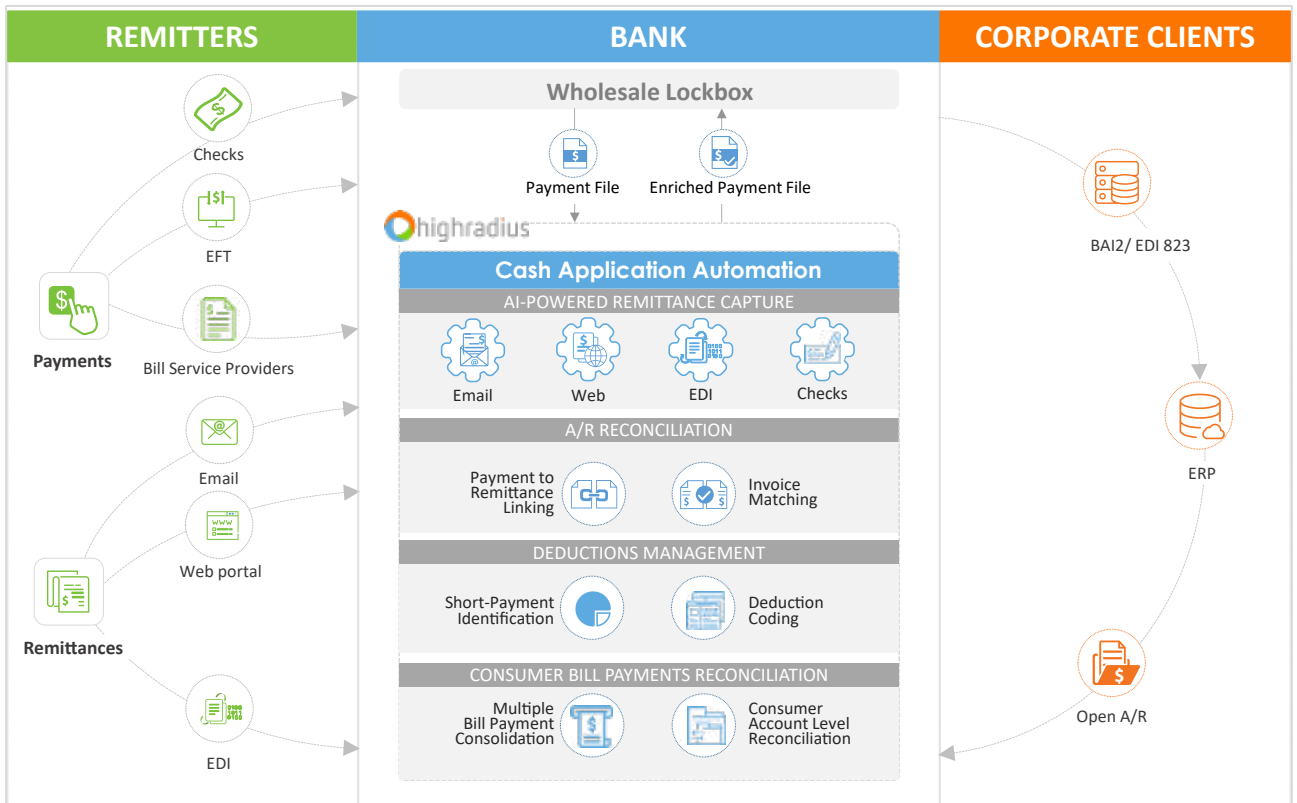 REMITTERS
BANK
CORPORATE CLIENTS
Checks
EFT
Payments
Bill Service Providers
Email
Web portal
Remittances
EDI
Wholesale Lockbox
Payment File
Enriched Payment File
highradius
Cash Application Automation
AI-POWERED REMITTANCE CAPTURE
Email
Web
EDI
Checks
A/R RECONCILIATION
Payment to
Remittance
Linking
Invoice
Matching
DEDUCTIONS MANAGEMENT
Short-Payment
Identification
Deduction
Coding
CONSUMER BILL PAYMENTS RECONCILIATION
Multiple
Bill Payment
Consolidation
Consumer
Account Level
Reconciliation
BAI2/ EDI 823
ERP
Open A/R